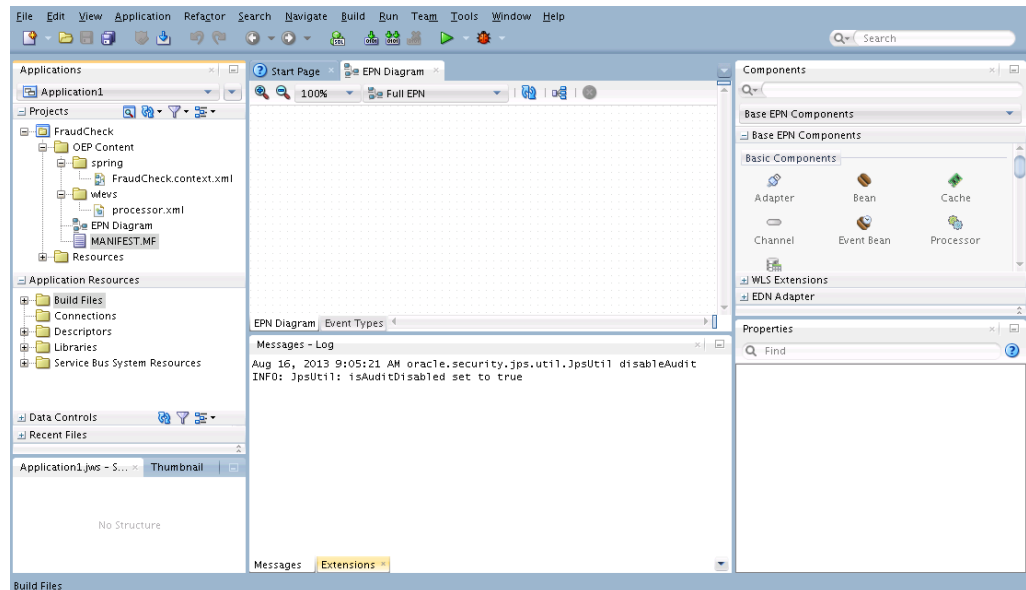 File Edit View Application Refactor Search Navigate Build Run Team Tools Window Help
Search
Applications
Application1
Projects
FraudCheck
OEP Content
spring
FraudCheck.context.xml
wlevs
processor.xml
EPN Diagram
MANIFEST.MF
Resources
Application Resources
Build Files
Connections
Descriptors
Libraries
Service Bus System Resources
Data Controls
Recent Files
Application1.jws - S... Thumbnail
No Structure
Start Page EPN Diagram
100% Full EPN
EPN Diagram Event Types
Messages - Log
Aug 16, 2013 9:05:21 AM oracle.security.jps.util.JpsUtil disableAudit
INFO: JpsUtil: isAuditDisabled set to true
Messages Extensions
Components
Base EPN Components
Base EPN Components
Basic Components
Adapter Bean Cache
Channel Event Bean Processor
WLS Extensions
EDN Adapter
Properties
Find
Build Files